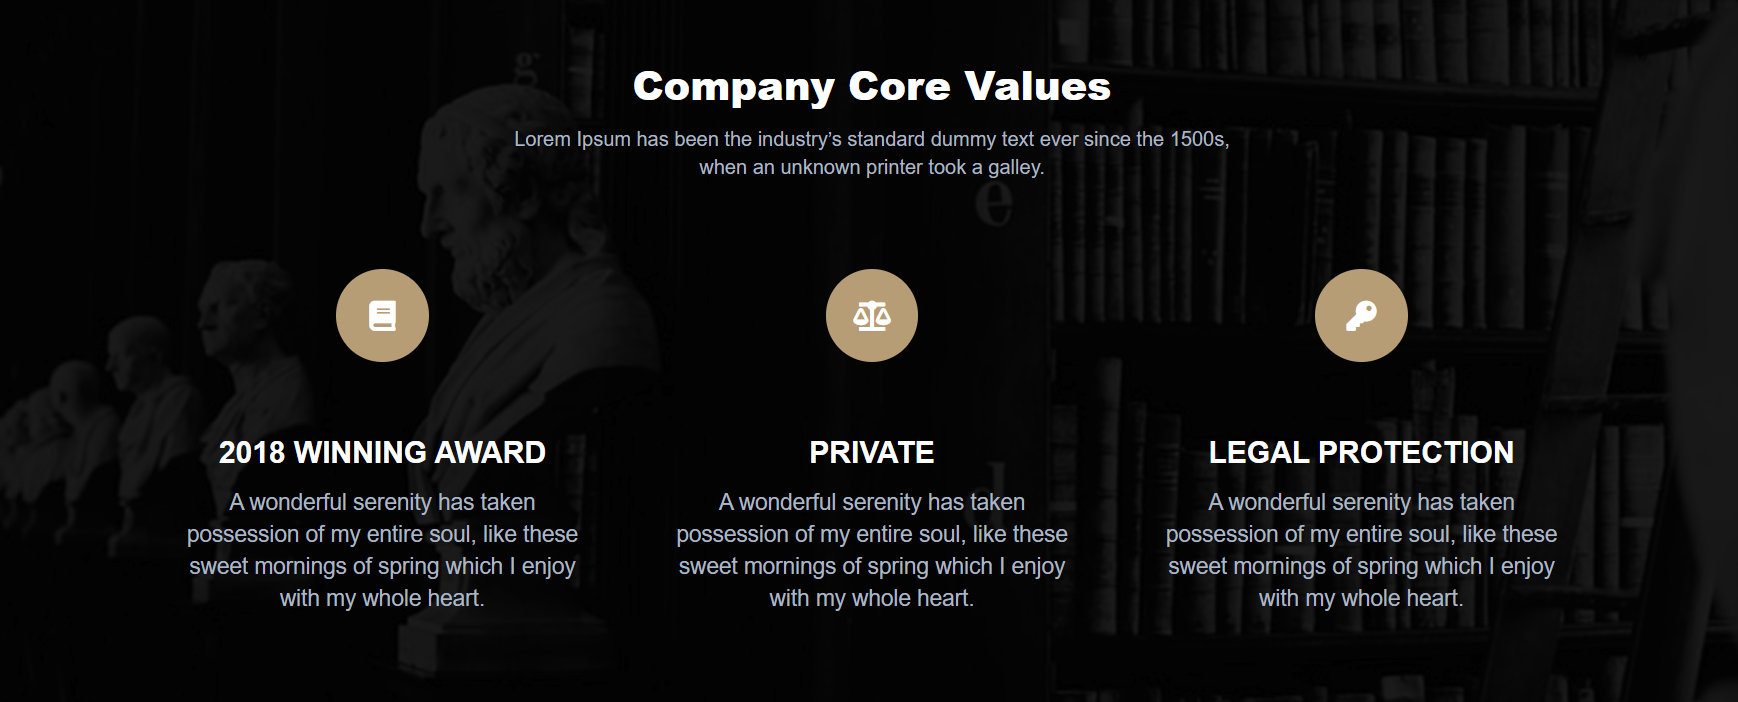 Company Core Values
Lorem Ipsum has been the industry’s standard dummy text ever since the 1500s,
when an unknown printer took a galley.
2018 WINNING AWARD
A wonderful serenity has taken
possession of my entire soul, like these
sweet mornings of spring which I enjoy
with my whole heart.
PRIVATE
A wonderful serenity has taken
possession of my entire soul, like these
sweet mornings of spring which I enjoy
with my whole heart.
LEGAL PROTECTION
A wonderful serenity has taken
possession of my entire soul, like these
sweet mornings of spring which I enjoy
with my whole heart.
g
e
d